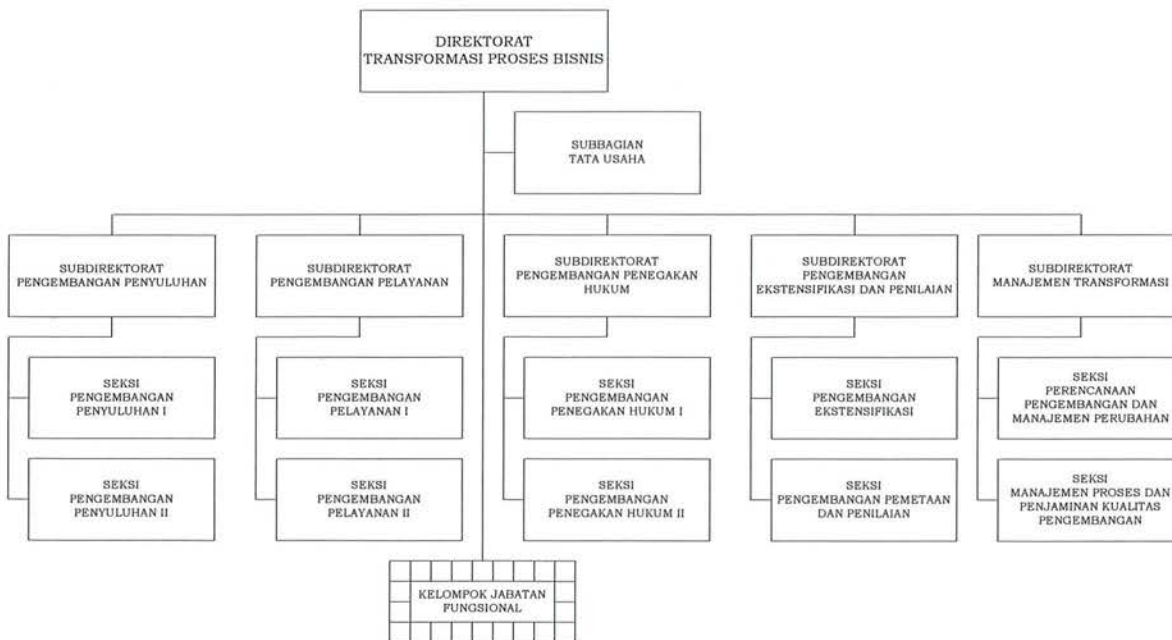 DIREKTORAT
TRANSFORMASI PROSES BISNIS
SUBBAGIAN
TATA USAHA
SUBDIREKTORAT
PENGEMBANGAN PENYULUHAN
SUBDIREKTORAT
PENGEMBANGAN PELAYANAN
SUBDIREKTORAT
PENGEMBANGAN PENEGAKAN
HUKUM
SUBDIREKTORAT
PENGEMBANGAN
EKSTENSIFIKASI DAN PENILAIAN
SUBDIREKTORAT
MANAJEMEN TRANSFORMASI
SEKSI
PENGEMBANGAN
PENYULUHAN I
SEKSI
PENGEMBANGAN
PELAYANAN I
SEKSI
PENGEMBANGAN
PENEGAKAN HUKUM I
SEKSI
PENGEMBANGAN
EKSTENSIFIKASI
SEKSI
PERENCANAAN
PENGEMBANGAN DAN
MANAJEMEN PERUBAHAN
SEKSI
PENGEMBANGAN
PENYULUHAN II
SEKSI
PENGEMBANGAN
PELAYANAN II
SEKSI
PENGEMBANGAN
PENEGAKAN HUKUM II
SEKSI
PENGEMBANGAN PEMETAAN
DAN PENILAIAN
SEKSI
MANAJEMEN PROSES DAN
PENJAMINAN KUALITAS
PENGEMBANGAN
KELOMPOK JABATAN
FUNGSIONAL